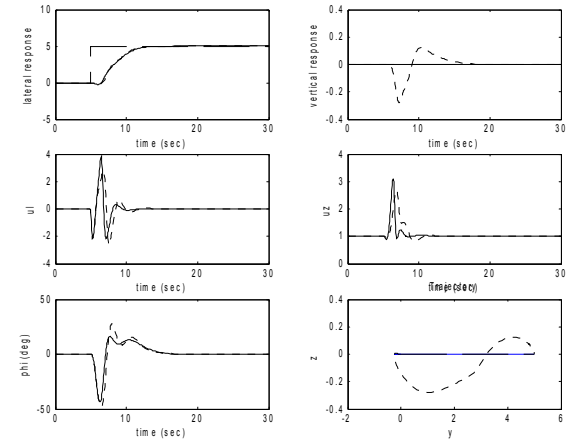 10
5
0
-5
0 10 20 30
lateral response
time (sec)
0.4
0.2
0
-0.2
-0.4
0 10 20 30
vertical response
time (sec)
4
2
0
-2
-4
0 10 20 30
ul
time (sec)
4
3
2
1
0
0 10 20 30
uz
time (sec)
50
0
-50
0 10 20 30
phi (deg)
time (sec)
Trajectory
0.4
0.2
0
-0.2
-0.4
-2 0 2 4 6
z
y